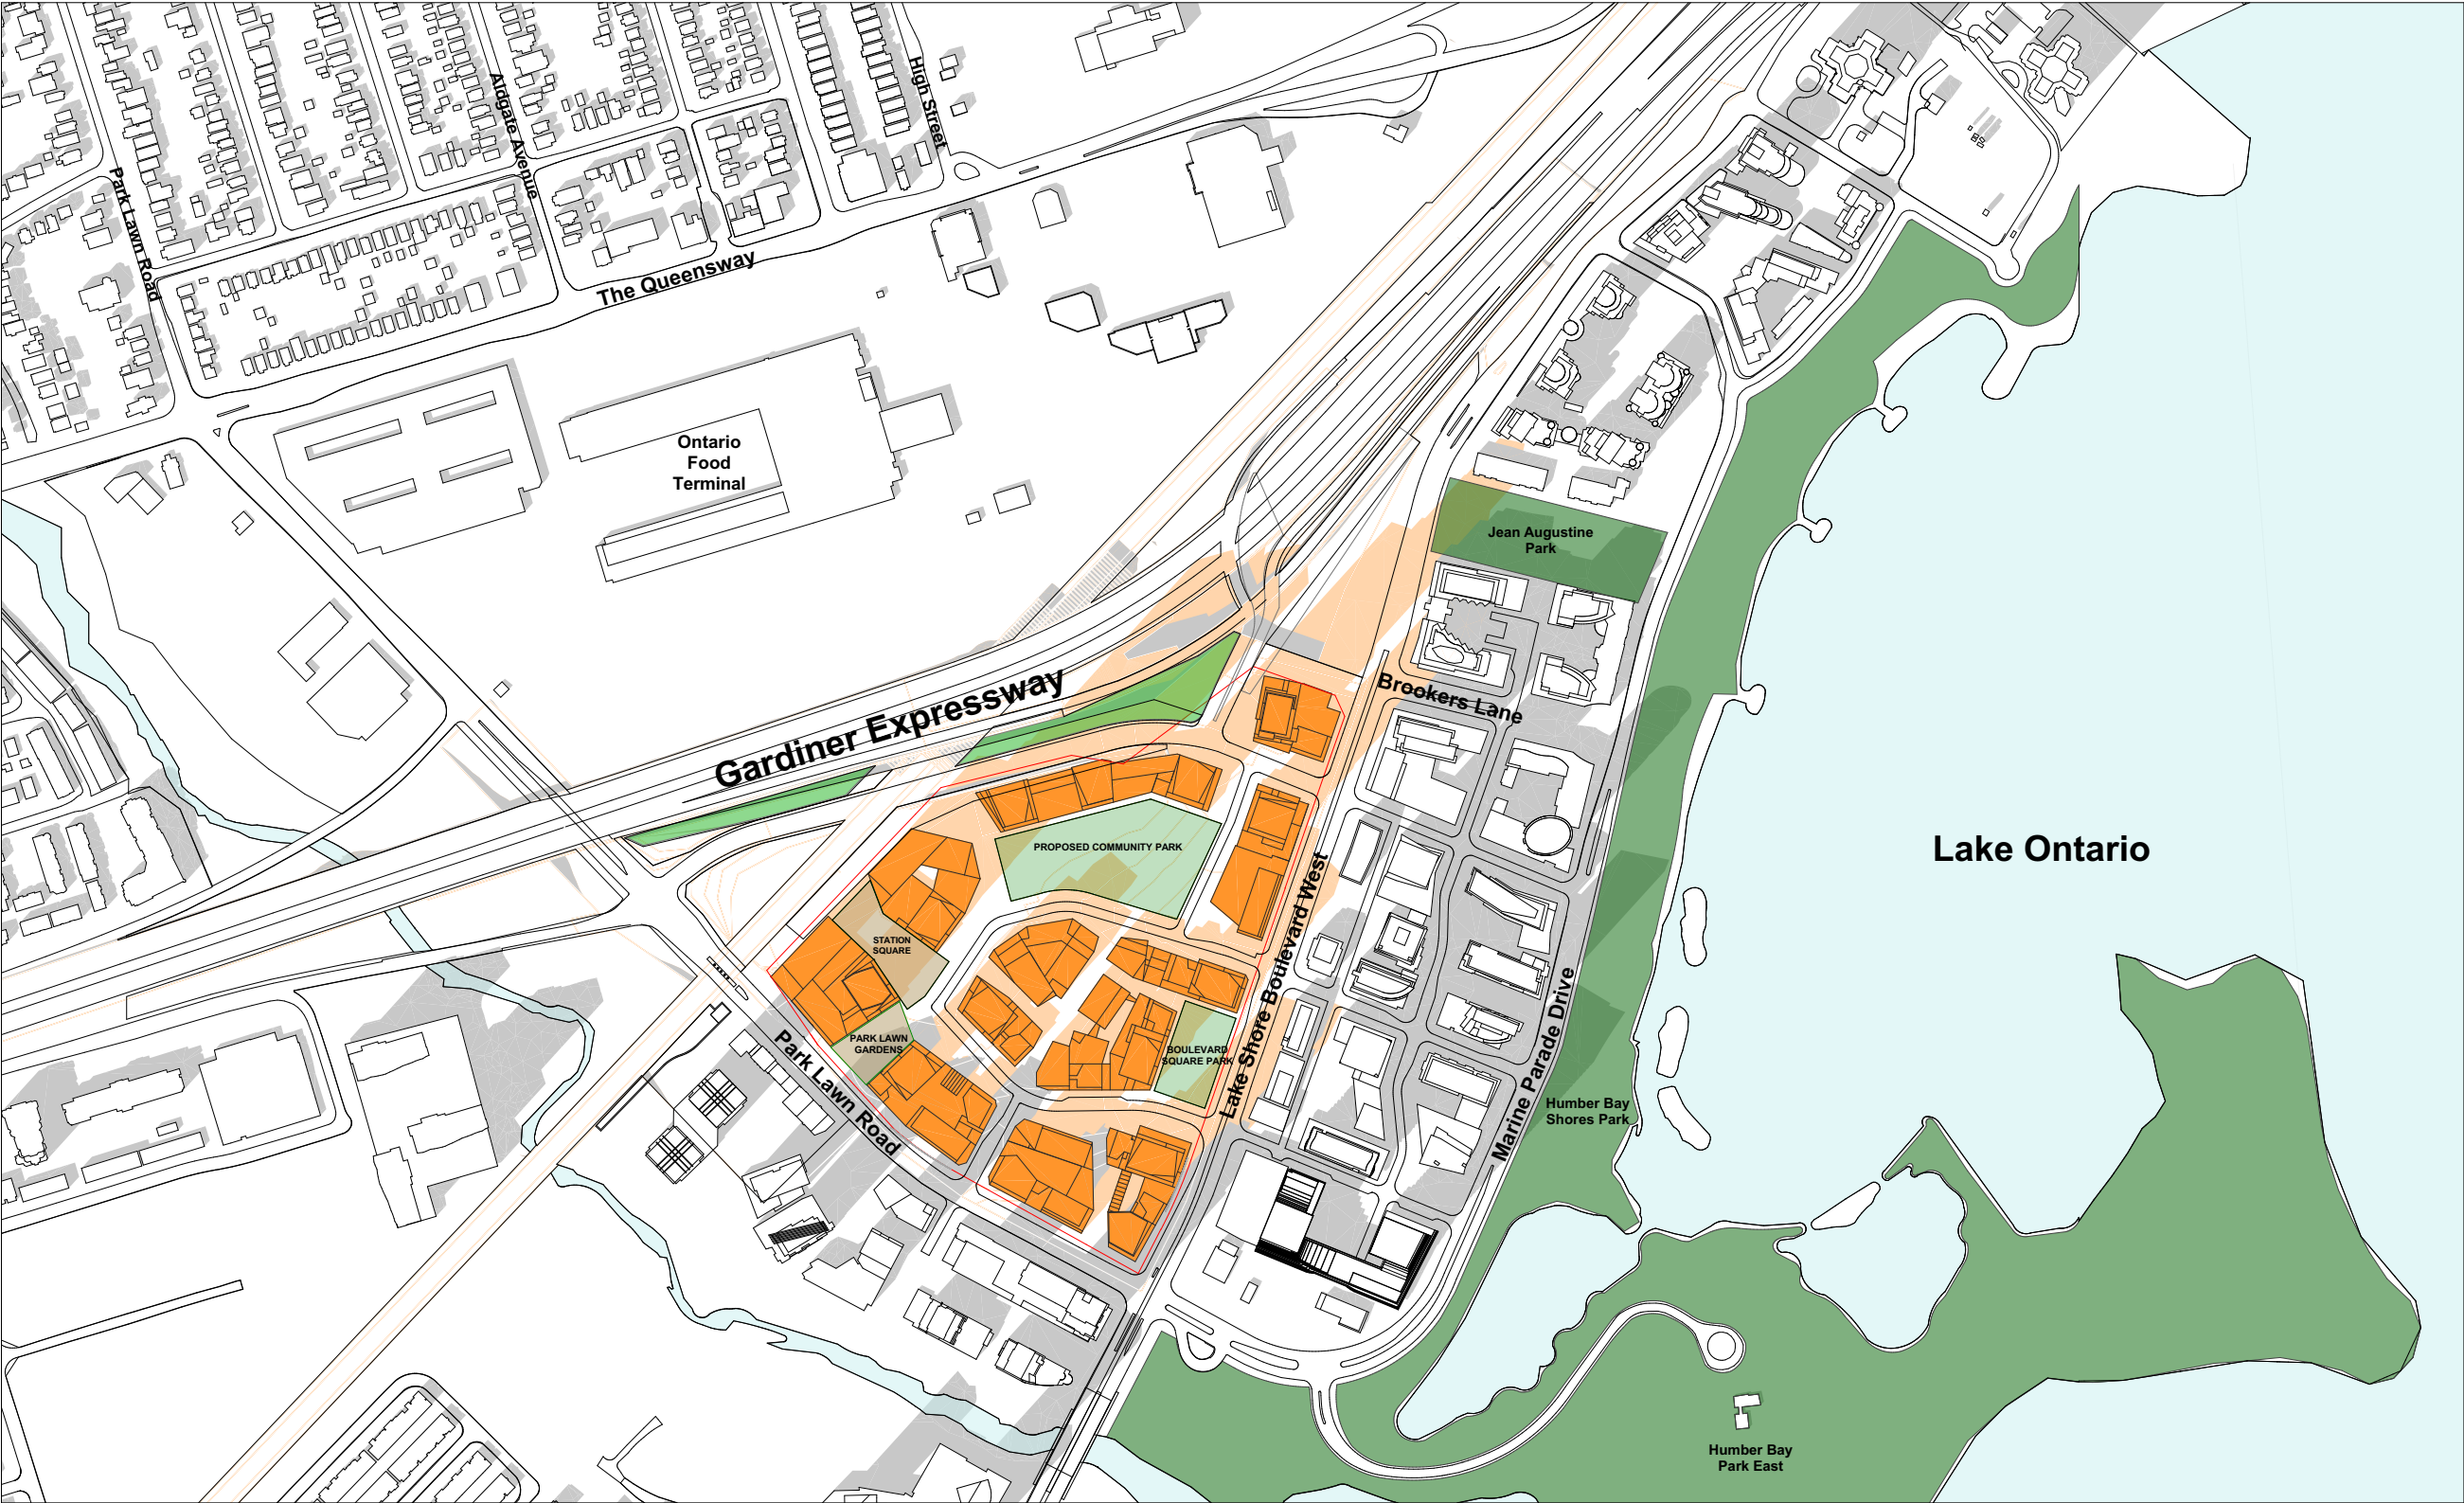 High Street
Aldgate Avenue
Park Lawn Road
The Queensway
Ontario
Food
Terminal
Jean Augustine
Park
Gardiner Expressway
Brookers Lane
PROPOSED COMMUNITY PARK
Lake Ontario
STATION
SQUARE
Lake Shore Boulevard West
PARK LAWN
GARDENS
BOULEVARD
SQUARE PARK
Park Lawn Road
Marine Parade Drive
Humber Bay
Shores Park
Humber Bay
Park East